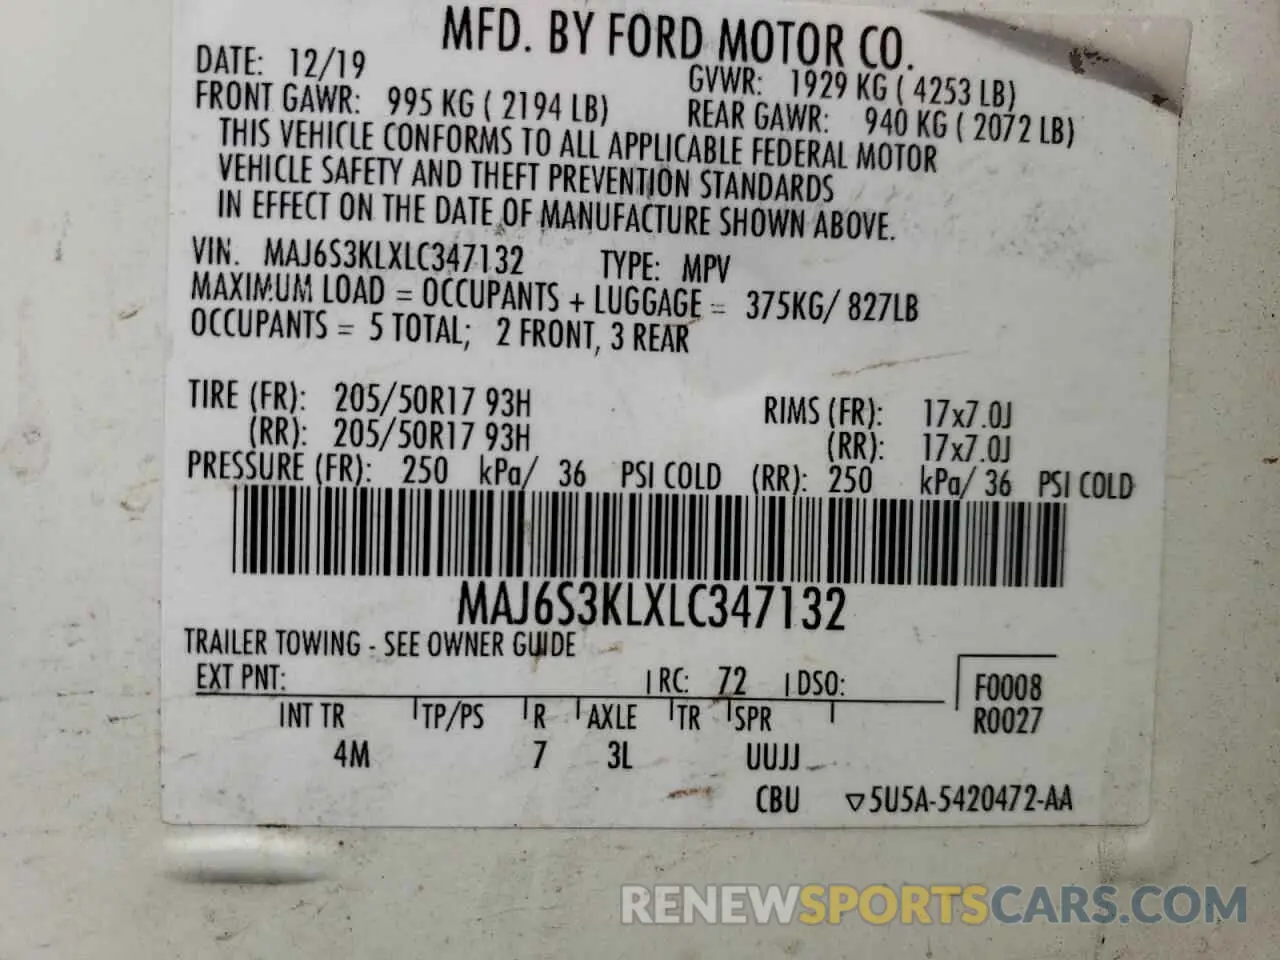 MFD. BY FORD MOTOR CO.
DATE: 12/19 GVWR: 1929 KG ( 4253 LB)
FRONT GAWR: 995 KG ( 2194 LB) REAR GAWR: 940 KG ( 2072 LB)
THIS VEHICLE CONFORMS TO ALL APPLICABLE FEDERAL MOTOR
VEHICLE SAFETY AND THEFT PREVENTION STANDARDS
IN EFFECT ON THE DATE OF MANUFACTURE SHOWN ABOVE.
VIN. MAJ6S3KLXLC347132 TYPE: MPV
MAXIMUM LOAD = OCCUPANTS + LUGGAGE = 375KG/ 827LB
OCCUPANTS = 5 TOTAL; 2 FRONT, 3 REAR
TIRE (FR): 205/50R17 93H RIMS (FR): 17x7.0J
(RR): 205/50R17 93H (RR): 17x7.0J
PRESSURE (FR): 250 kPa/ 36 PSI COLD (RR): 250 kPa/ 36 PSI COLD
MAJ6S3KLXLC347132
TRAILER TOWING - SEE OWNER GUIDE
EXT PNT: RC: 72 DSO: F0008
INT TR TP/PS R AXLE TR SPR R0027
4M 7 3L UUJJ
CBU ▽5U5A-5420472-AA
RENEWSPORTSCARS.COM